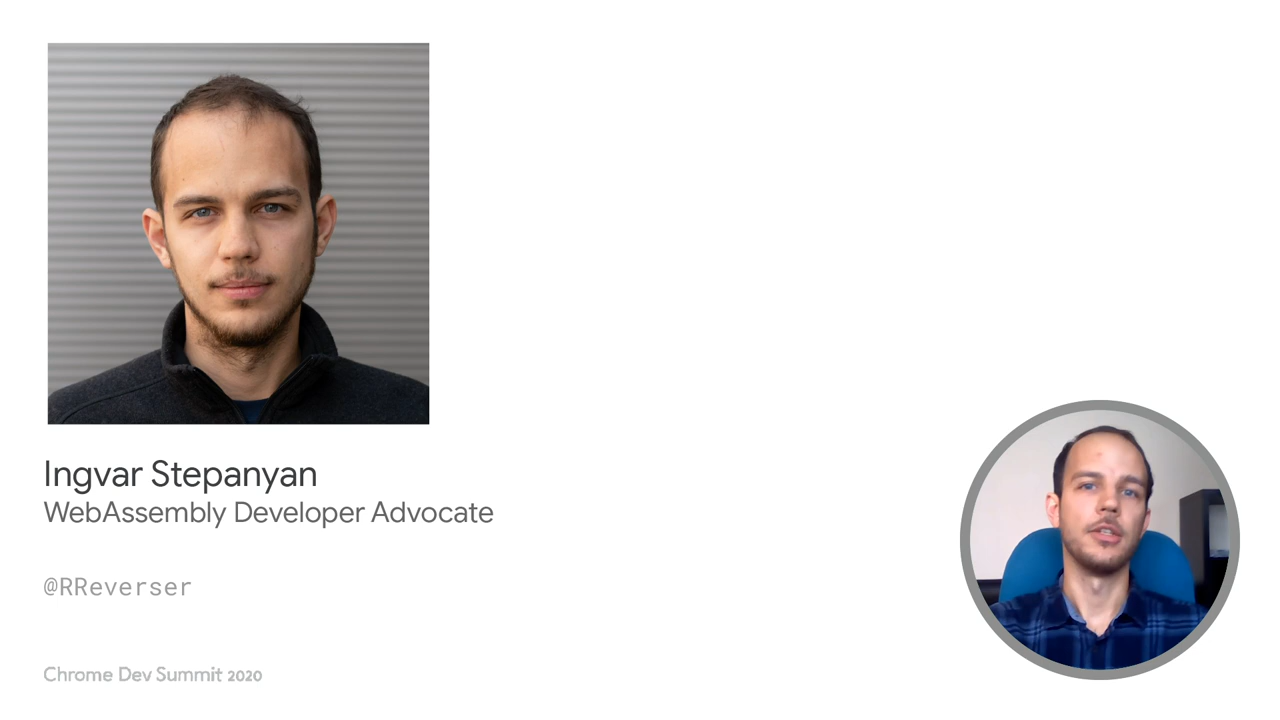 Ingvar Stepanyan
WebAssembly Developer Advocate
@RReverser
Chrome Dev Summit 2020